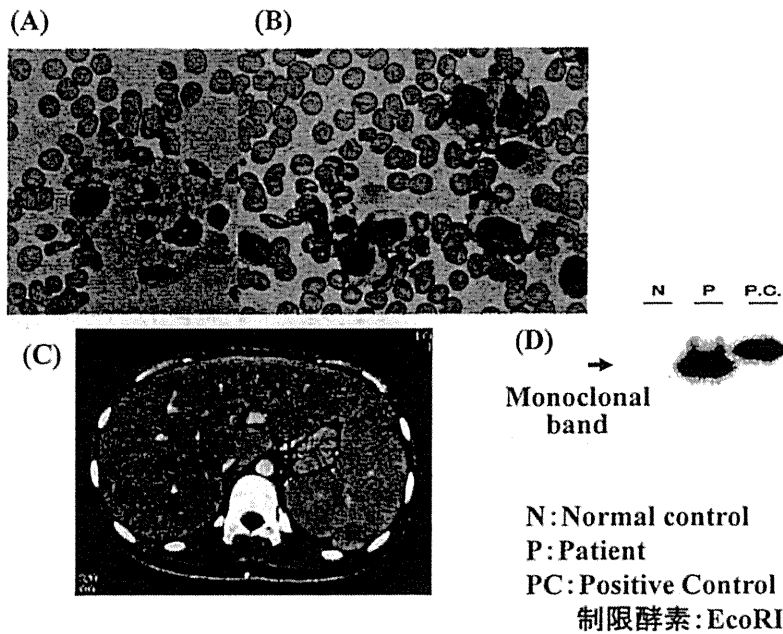 (A)
(B)
N P P.C.
(C)
(D)
Monoclonal
band
N:Normal control
P:Patient
PC:Positive Control
制限酵素:EcoRI